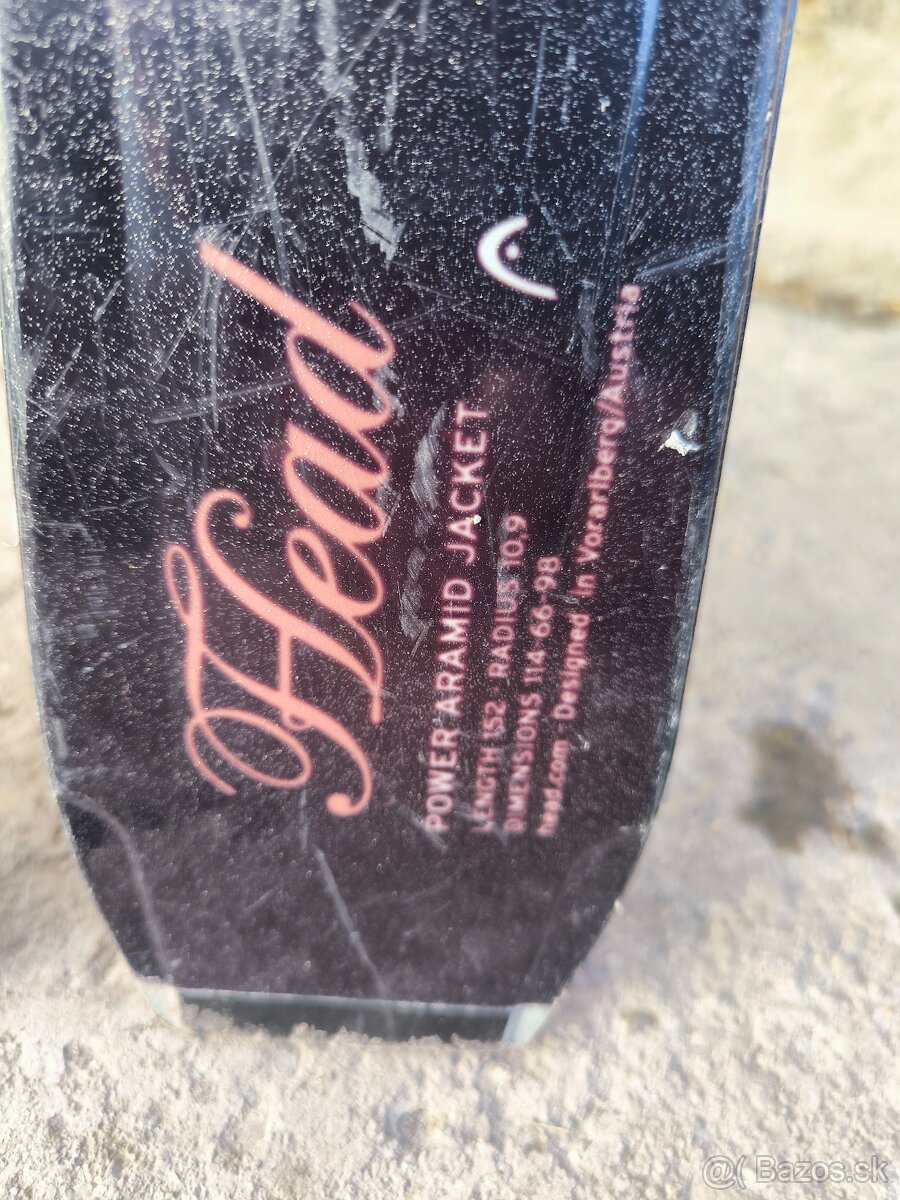 Head
POWER ARAMID JACKET
LENGTH 152 · RADIUS 10,9
DIMENSIONS 114-66-98
head.com · Designed in Vorarlberg/Austria
@( Bazos.sk